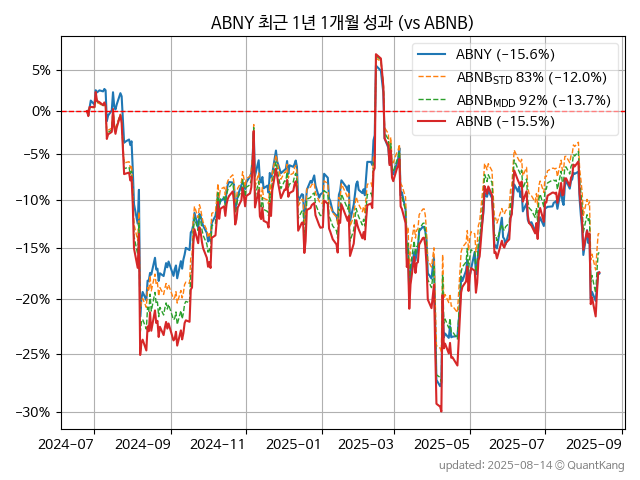 ABNY 최근 1년 1개월 성과 (vs ABNB)
ABNY (−15.6%)
ABNB_STD 83% (−12.0%)
ABNB_MDD 92% (−13.7%)
ABNB (−15.5%)
5%
0%
−5%
−10%
−15%
−20%
−25%
−30%
2024-07 2024-09 2024-11 2025-01 2025-03 2025-05 2025-07 2025-09
updated: 2025-08-14 © QuantKang